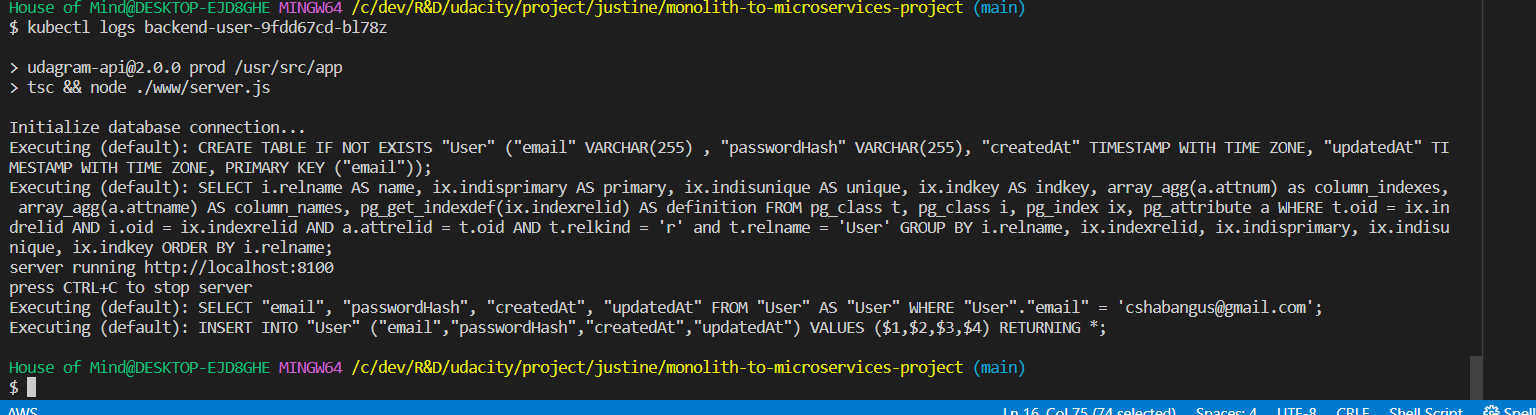 House of Mind@DESKTOP-EJD8GHE MINGW64 /c/dev/R&D/udacity/project/justine/monolith-to-microservices-project (main)
$ kubectl logs backend-user-9fdd67cd-bl78z
> udagram-api@2.0.0 prod /usr/src/app
> tsc && node ./www/server.js
Initialize database connection...
Executing (default): CREATE TABLE IF NOT EXISTS "User" ("email" VARCHAR(255) , "passwordHash" VARCHAR(255), "createdAt" TIMESTAMP WITH TIME ZONE, "updatedAt" TI
MESTAMP WITH TIME ZONE, PRIMARY KEY ("email"));
Executing (default): SELECT i.relname AS name, ix.indisprimary AS primary, ix.indisunique AS unique, ix.indkey AS indkey, array_agg(a.attnum) as column_indexes,
 array_agg(a.attname) AS column_names, pg_get_indexdef(ix.indexrelid) AS definition FROM pg_class t, pg_class i, pg_index ix, pg_attribute a WHERE t.oid = ix.in
drelid AND i.oid = ix.indexrelid AND a.attrelid = t.oid AND t.relkind = 'r' and t.relname = 'User' GROUP BY i.relname, ix.indexrelid, ix.indisprimary, ix.indisu
nique, ix.indkey ORDER BY i.relname;
server running http://localhost:8100
press CTRL+C to stop server
Executing (default): SELECT "email", "passwordHash", "createdAt", "updatedAt" FROM "User" AS "User" WHERE "User"."email" = 'cshabangus@gmail.com';
Executing (default): INSERT INTO "User" ("email","passwordHash","createdAt","updatedAt") VALUES ($1,$2,$3,$4) RETURNING *;
House of Mind@DESKTOP-EJD8GHE MINGW64 /c/dev/R&D/udacity/project/justine/monolith-to-microservices-project (main)
$
AWS Ln 16, Col 75 (74 selected) Spaces: 4 UTF-8 CRLF Shell Script Spell